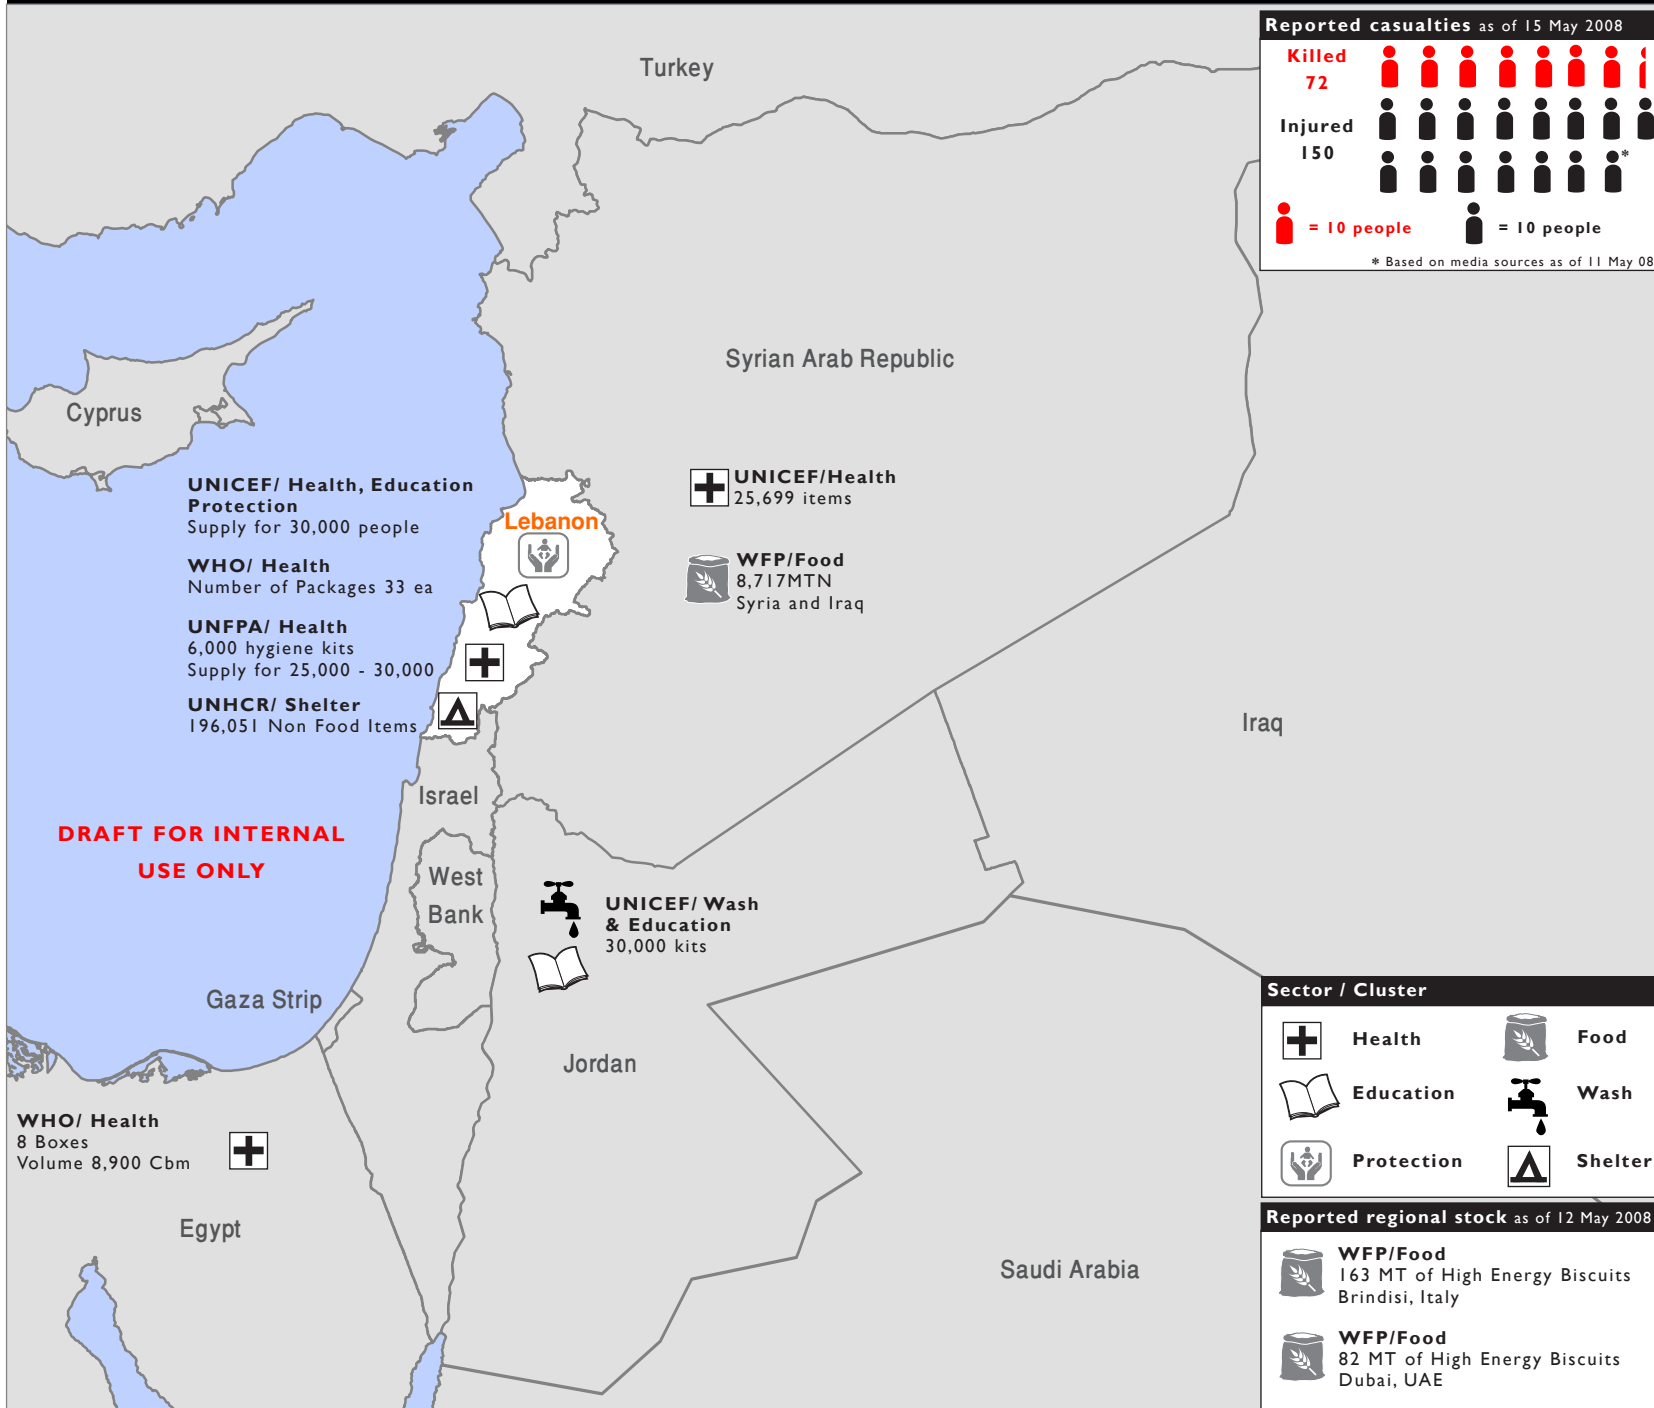 Reported casualties as of 15 May 2008
Killed
72
Injured
150
*
= 10 people
= 10 people
* Based on media sources as of 11 May 08
Turkey
Syrian Arab Republic
Cyprus
UNICEF/ Health, Education
Protection
Supply for 30,000 people
WHO/ Health
Number of Packages 33 ea
UNFPA/ Health
6,000 hygiene kits
Supply for 25,000 - 30,000
UNHCR/ Shelter
196,051 Non Food Items
Lebanon
UNICEF/Health
25,699 items
WFP/Food
8,717MTN
Syria and Iraq
Iraq
Israel
DRAFT FOR INTERNAL
USE ONLY
West
Bank
UNICEF/ Wash
& Education
30,000 kits
Gaza Strip
Jordan
WHO/ Health
8 Boxes
Volume 8,900 Cbm
Egypt
Saudi Arabia
Sector / Cluster
Health
Food
Education
Wash
Protection
Shelter
Reported regional stock as of 12 May 2008
WFP/Food
163 MT of High Energy Biscuits
Brindisi, Italy
WFP/Food
82 MT of High Energy Biscuits
Dubai, UAE